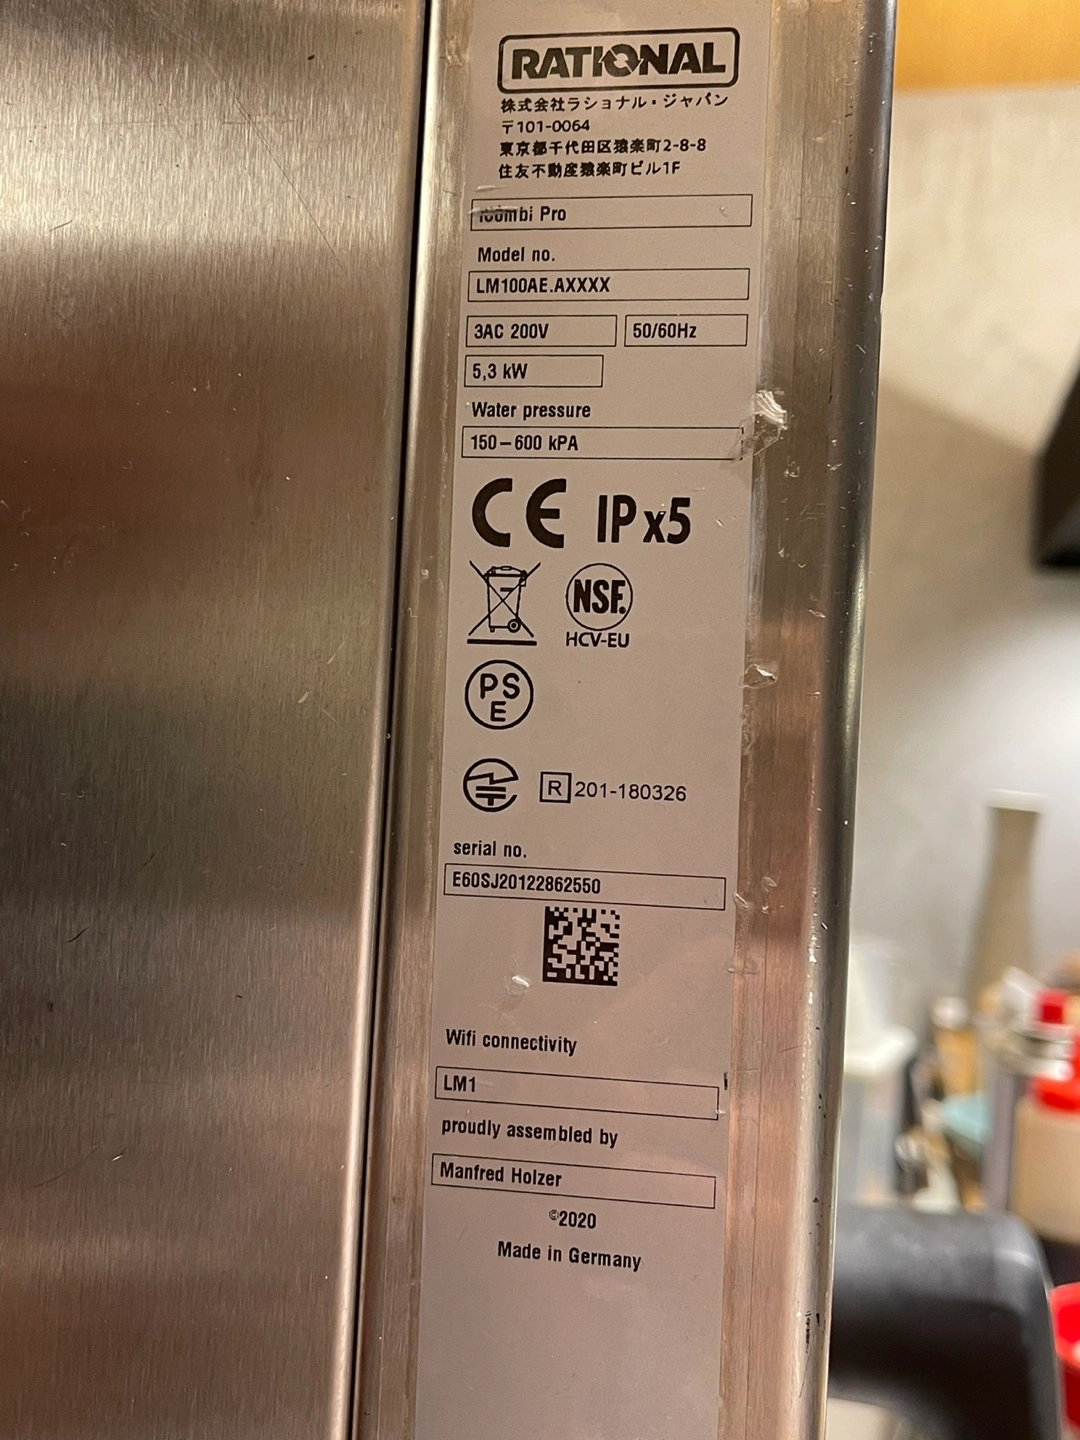 RATIONAL
株式会社ラショナル・ジャパン
〒101-0064
東京都千代田区猿楽町2-8-8
住友不動産猿楽町ビル1F
iCombi Pro
Model no.
LM100AE.AXXXX
3AC 200V 50/60Hz
5,3 kW
Water pressure
150–600 kPA
CE IP x5
NSF.
HCV-EU
PS
E
R 201-180326
serial no.
E60SJ20122862550
Wifi connectivity
LM1
proudly assembled by
Manfred Holzer
©2020
Made in Germany